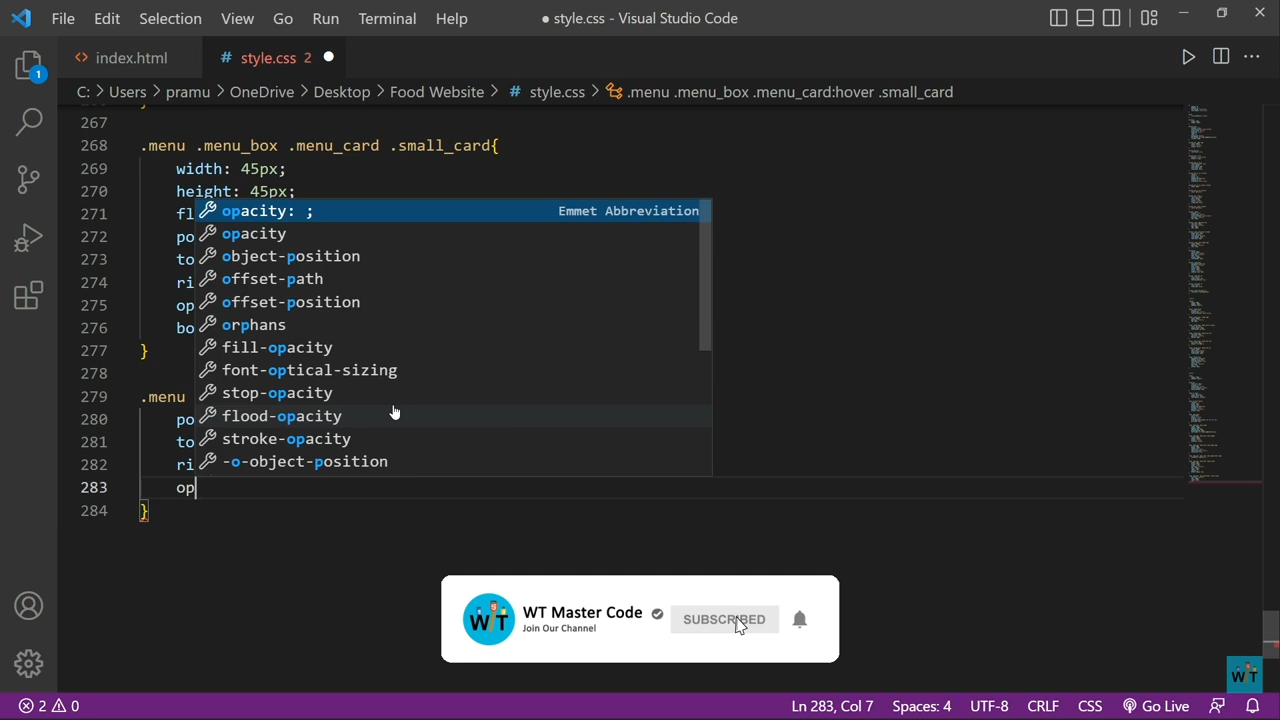 File Edit Selection View Go Run Terminal Help ● style.css - Visual Studio Code
<> index.html # style.css 2 ●
C: > Users > pramu > OneDrive > Desktop > Food Website > # style.css > .menu .menu_box .menu_card:hover .small_card
1
267
268 .menu .menu_box .menu_card .small_card{
269 width: 45px;
270 height: 45px;
271 fl
opacity: ; Emmet Abbreviation
272 po
opacity
273 to
object-position
274 ri
offset-path
275 op
offset-position
276 bo
orphans
277 }
fill-opacity
278
font-optical-sizing
279 .menu
stop-opacity
280 po
flood-opacity
281 to
stroke-opacity
282 ri
-o-object-position
283 op
284 }
WT WT Master Code SUBSCRIBED
Join Our Channel
WT
2 0 Ln 283, Col 7 Spaces: 4 UTF-8 CRLF CSS Go Live